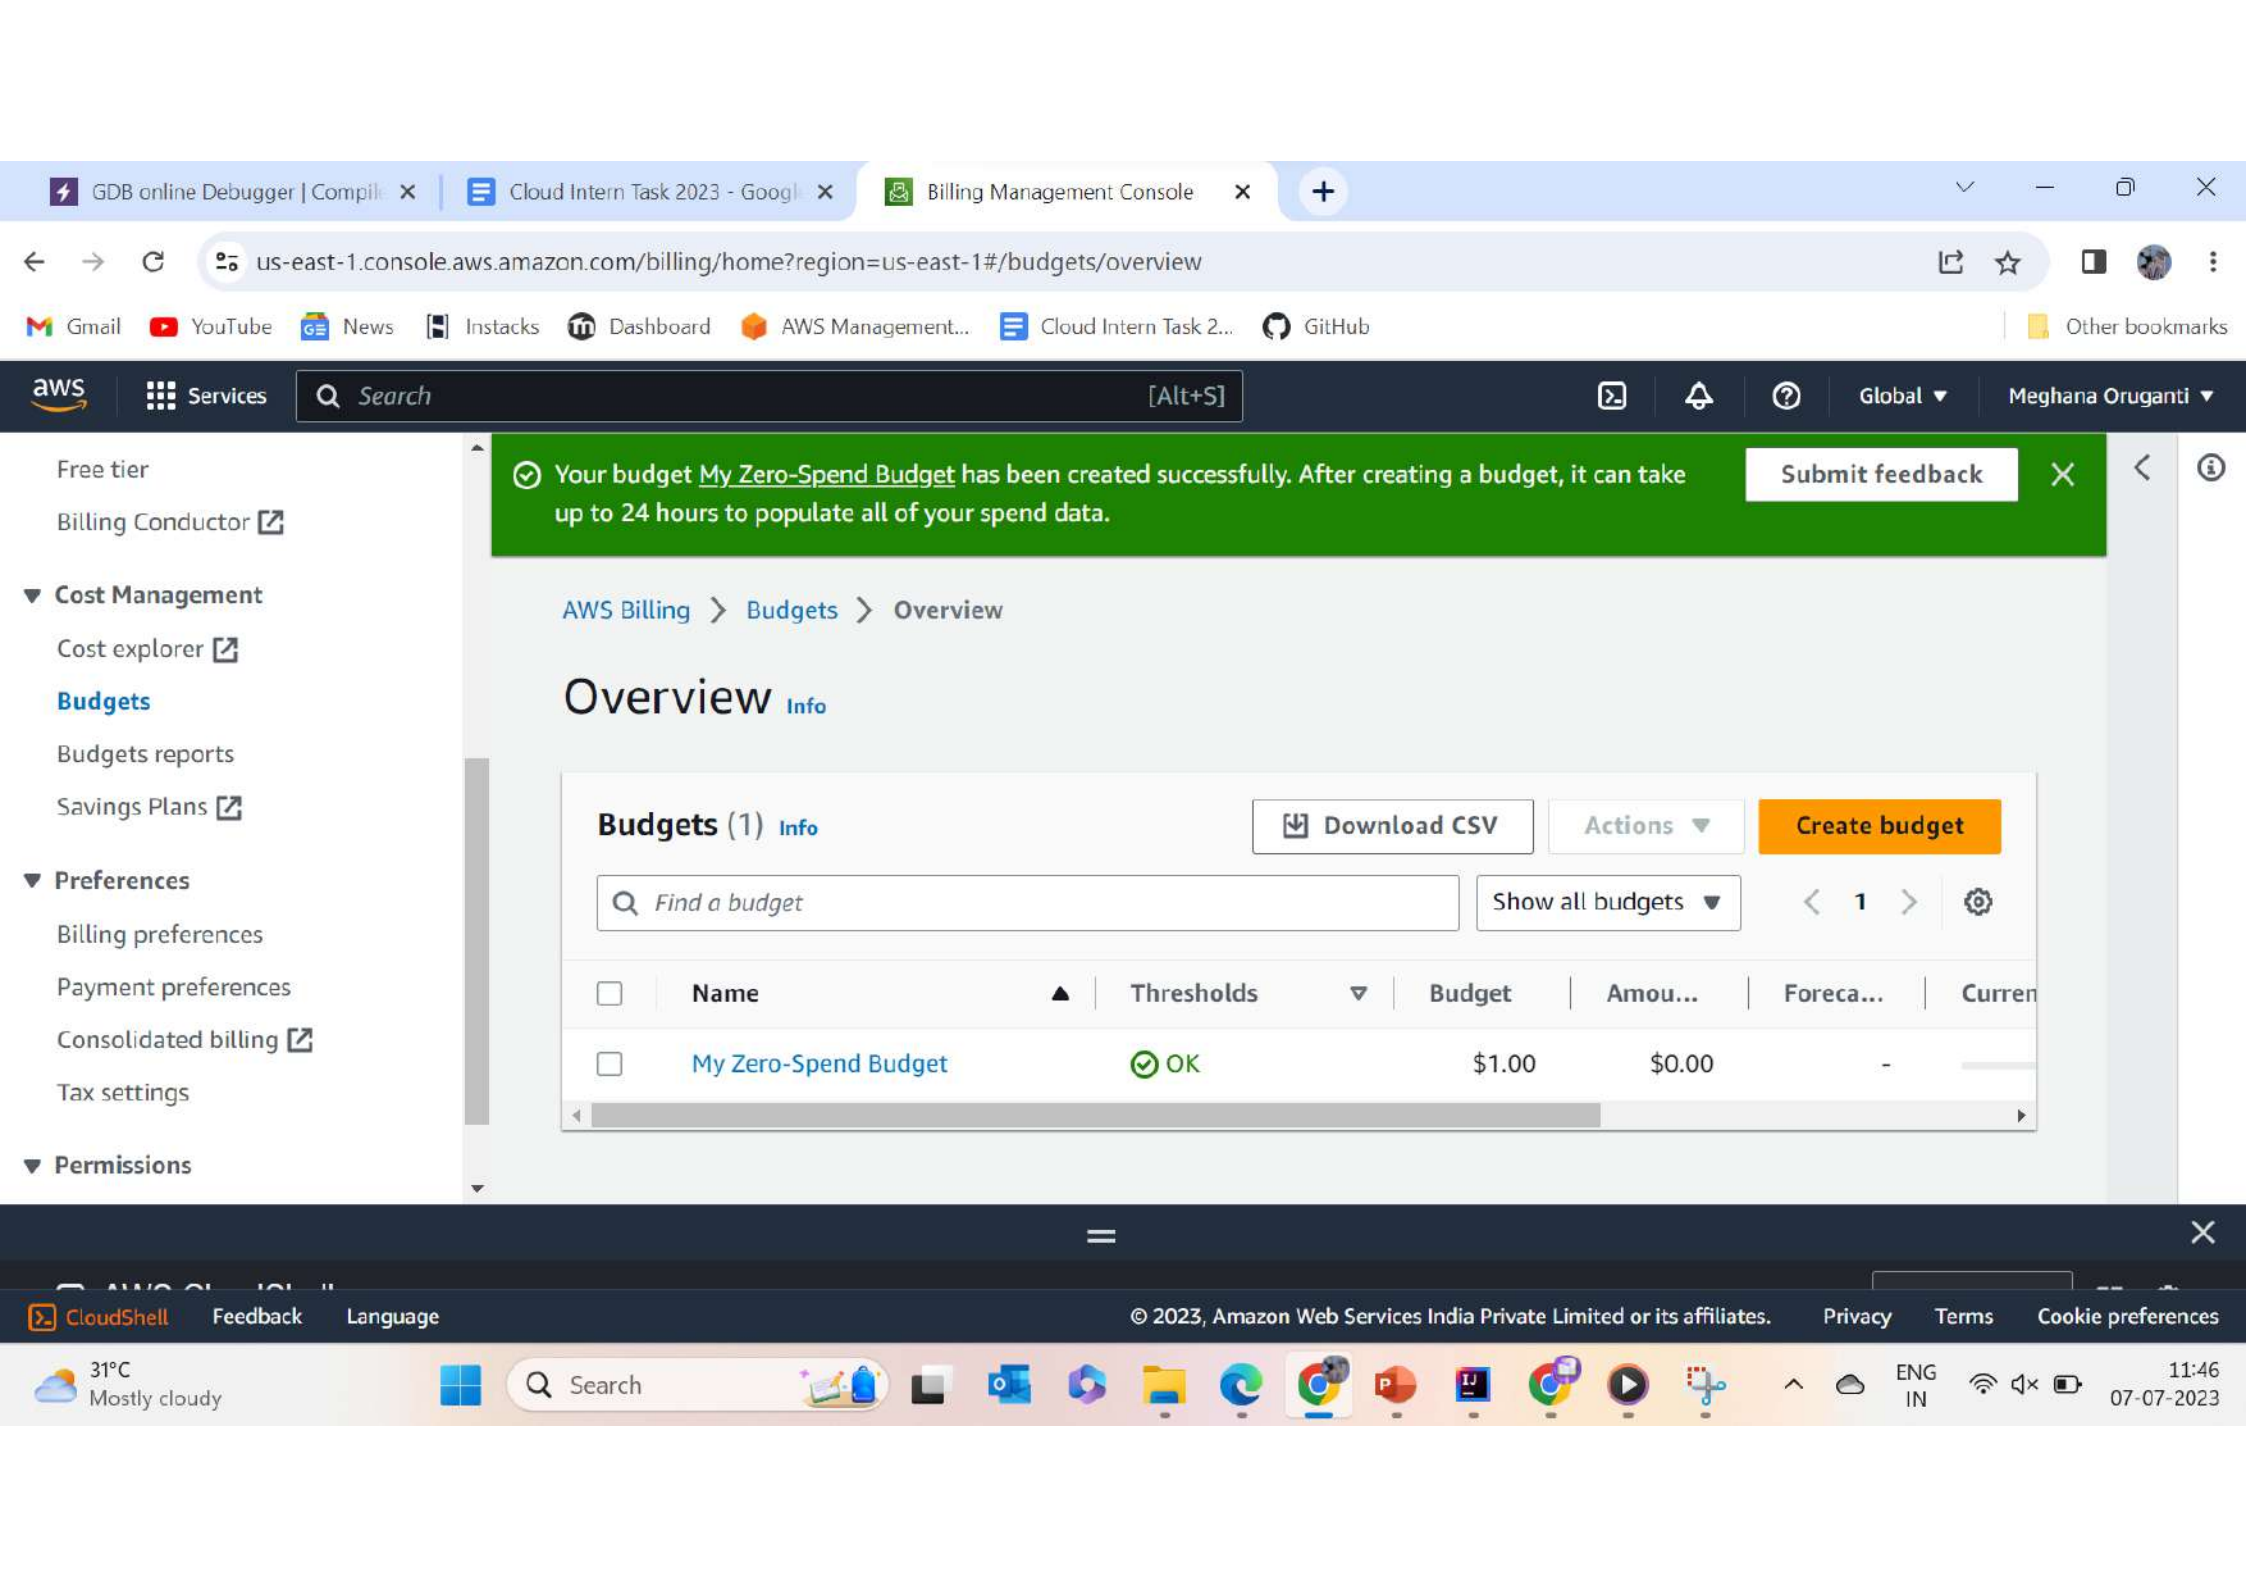 GDB online Debugger | Compile
Cloud Intern Task 2023 - Googl
Billing Management Console
us-east-1.console.aws.amazon.com/billing/home?region=us-east-1#/budgets/overview
Gmail YouTube GE News Instacks Dashboard AWS Management... Cloud Intern Task 2... GitHub Other bookmarks
aws Services Search [Alt+S] Global Meghana Oruganti
Free tier
Billing Conductor
Cost Management
Cost explorer
Budgets
Budgets reports
Savings Plans
Preferences
Billing preferences
Payment preferences
Consolidated billing
Tax settings
Permissions
Your budget My Zero-Spend Budget has been created successfully. After creating a budget, it can take
up to 24 hours to populate all of your spend data.
Submit feedback
AWS Billing > Budgets > Overview
Overview Info
Budgets (1) Info Download CSV Actions Create budget
Find a budget Show all budgets 1
Name Thresholds Budget Amou... Foreca... Curren
My Zero-Spend Budget OK $1.00 $0.00 -
CloudShell Feedback Language © 2023, Amazon Web Services India Private Limited or its affiliates. Privacy Terms Cookie preferences
31°C
Mostly cloudy
Search
ENG
IN
11:46
07-07-2023